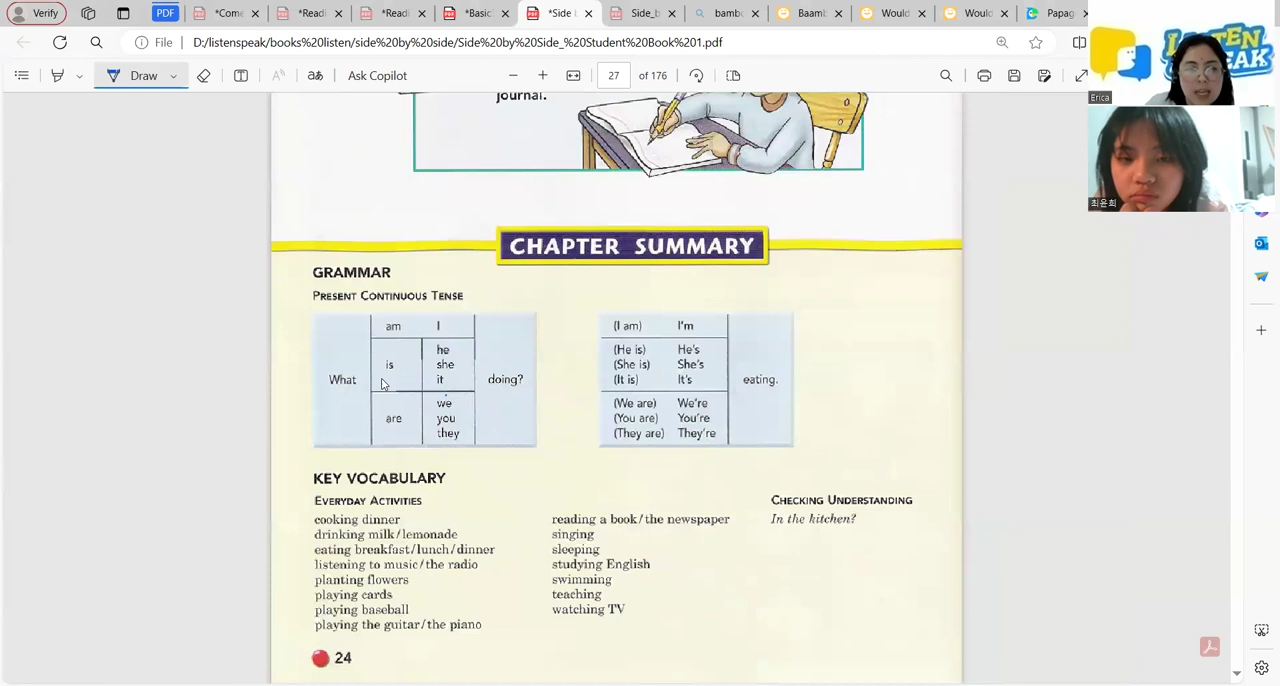 Verify
PDF
*Come
*Readi
*Readi
*Basic
*Side
Side_b
bamb
Baamb
Would
Would
Papag
File
D:/listenspeak/books%20listen/side%20by%20side/Side%20by%20Side_%20Student%20Book%201.pdf
Draw
Ask Copilot
27 of 176
LISTEN
Erica
최윤희
journal.
CHAPTER SUMMARY
GRAMMAR
PRESENT CONTINUOUS TENSE
What
am I
is
he
she
it
are
we
you
they
doing?
(I am) I'm
(He is) He's
(She is) She's
(It is) It's
(We are) We're
(You are) You're
(They are) They're
eating.
KEY VOCABULARY
EVERYDAY ACTIVITIES
cooking dinner
drinking milk/lemonade
eating breakfast/lunch/dinner
listening to music/the radio
planting flowers
playing cards
playing baseball
playing the guitar/the piano
reading a book/the newspaper
singing
sleeping
studying English
swimming
teaching
watching TV
CHECKING UNDERSTANDING
In the kitchen?
24